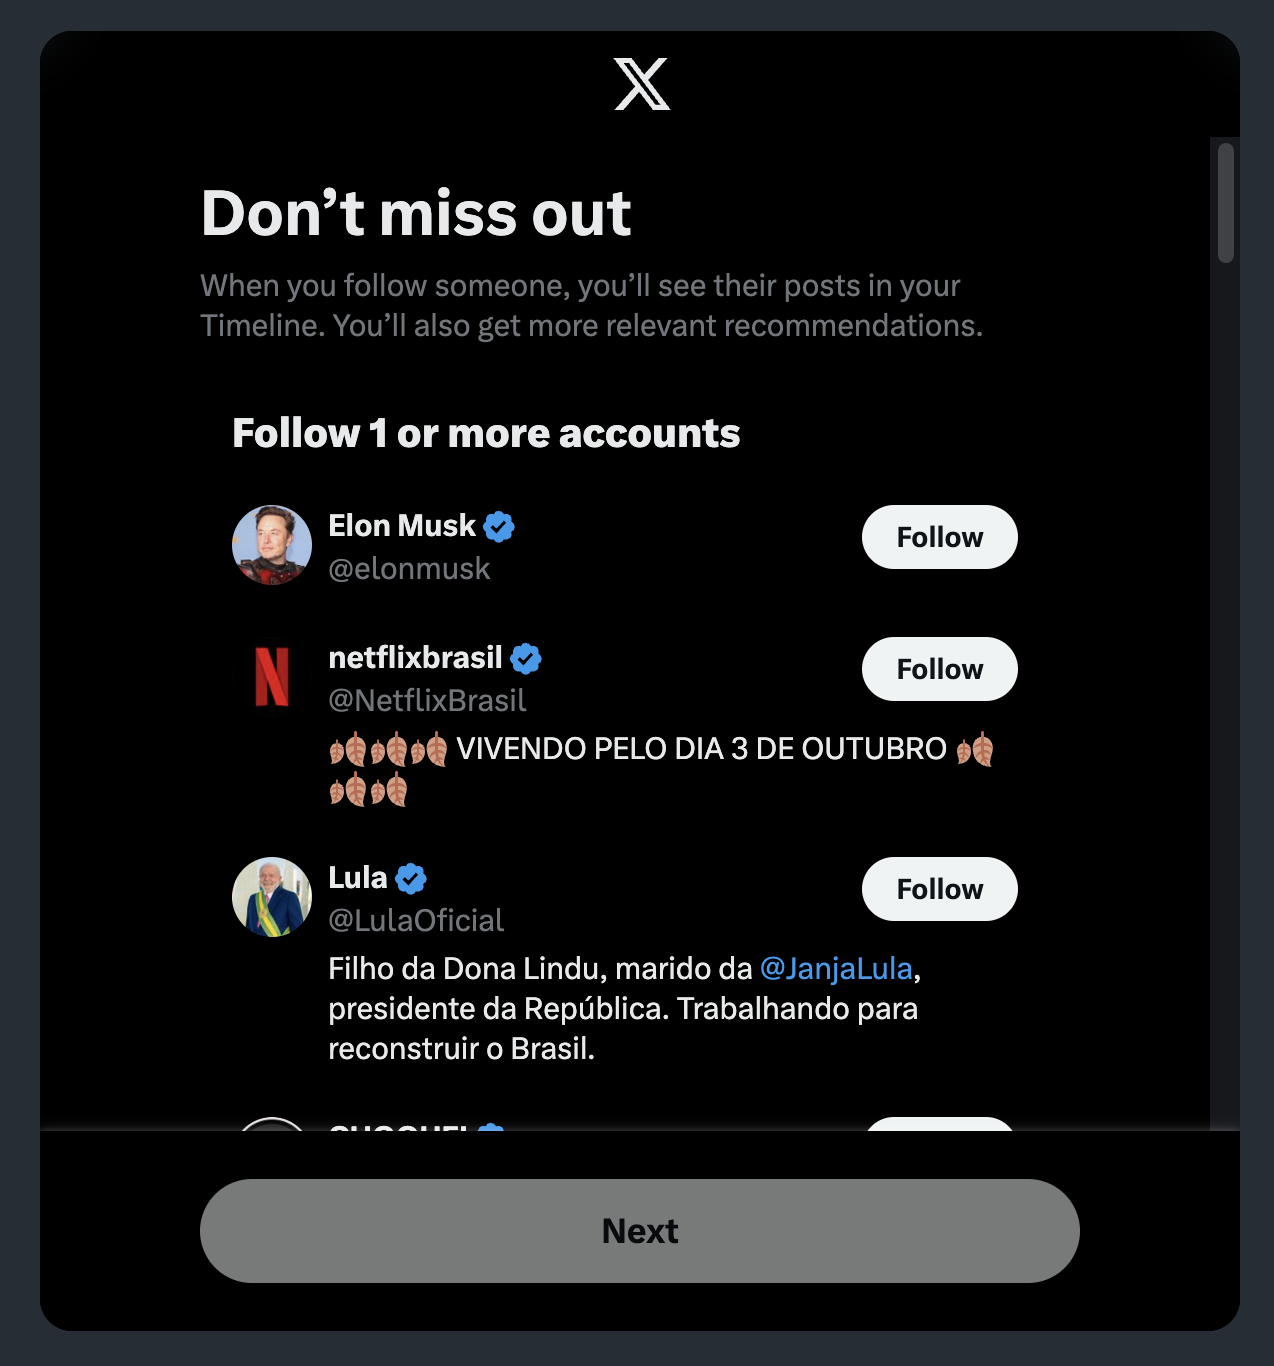 Don’t miss out
When you follow someone, you’ll see their posts in your
Timeline. You’ll also get more relevant recommendations.
Follow 1 or more accounts
Elon Musk
@elonmusk
Follow
netflixbrasil
@NetflixBrasil
Follow
🍂🍂🍂 VIVENDO PELO DIA 3 DE OUTUBRO 🍂
🍂🍂
Lula
@LulaOficial
Follow
Filho da Dona Lindu, marido da @JanjaLula,
presidente da República. Trabalhando para
reconstruir o Brasil.
Next